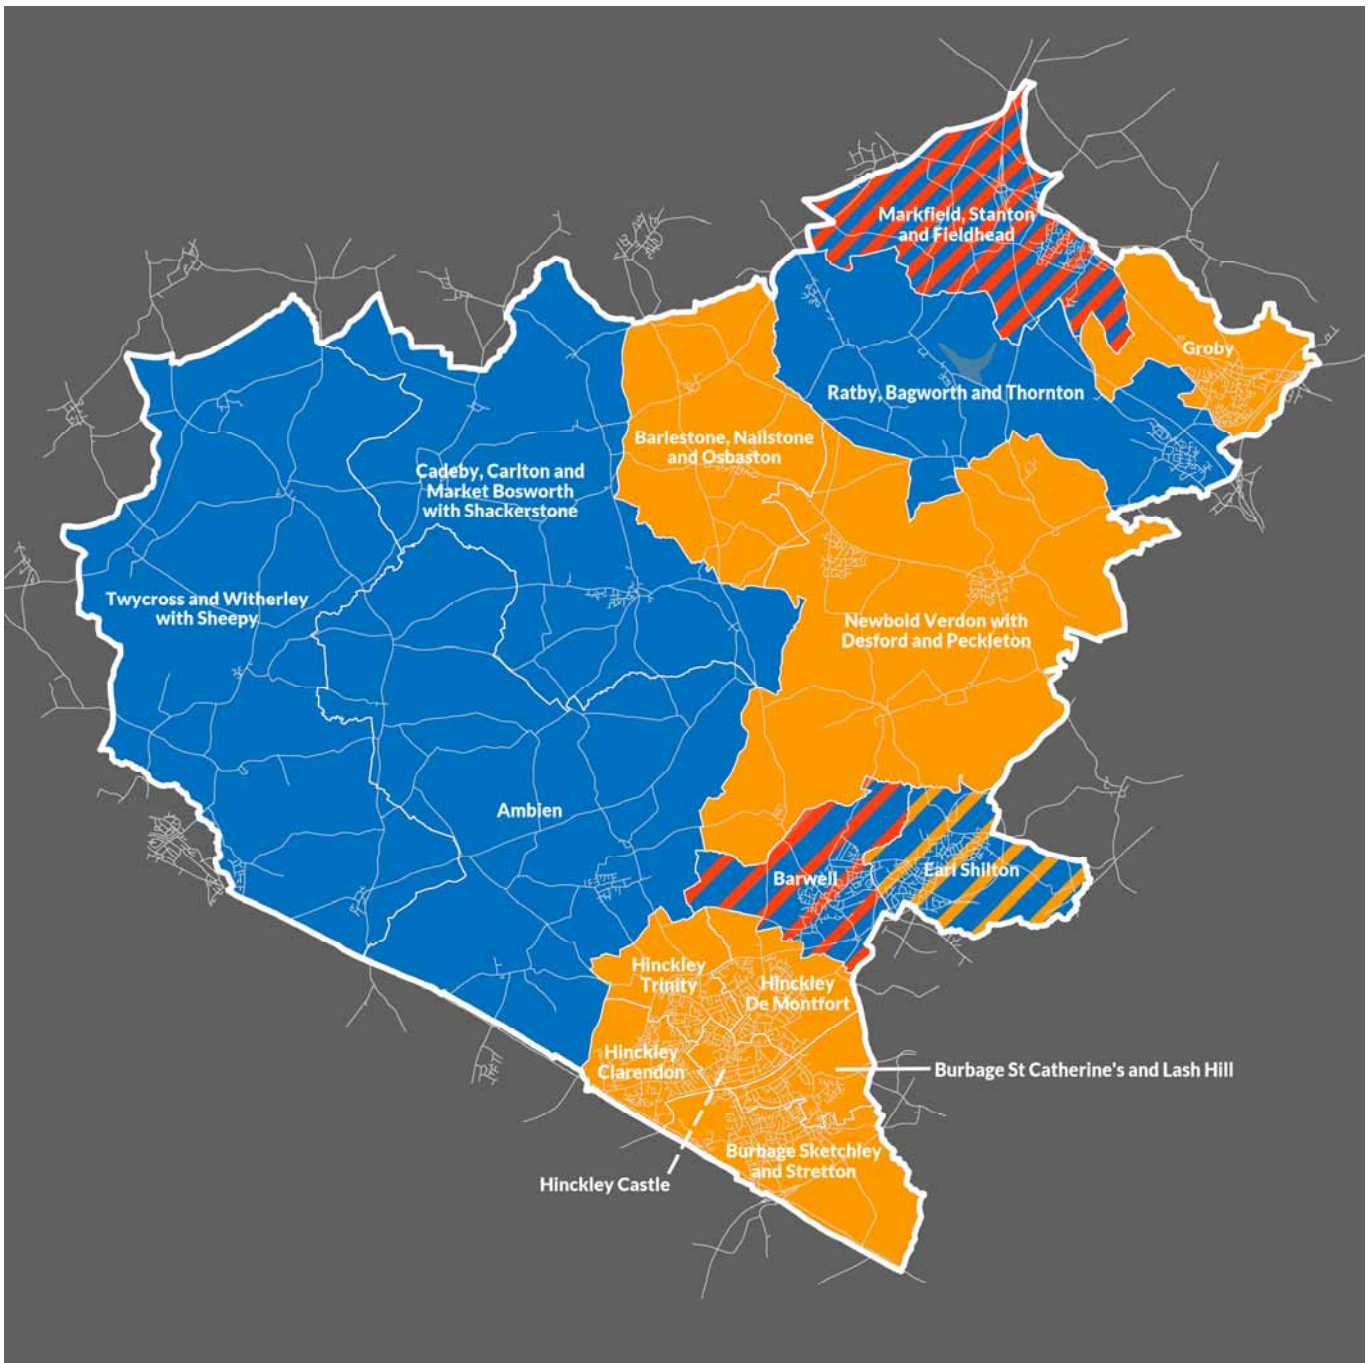 Markfield, Stanton
and Fieldhead
Groby
Ratby, Bagworth and Thornton
Barlestone, Nailstone
and Osbaston
Cadeby, Carlton and
Market Bosworth
with Shackerstone
Twycross and Witherley
with Sheepy
Newbold Verdon with
Desford and Peckleton
Ambien
Barwell
Earl Shilton
Hinckley
Trinity
Hinckley
De Montfort
Hinckley
Clarendon
Burbage St Catherine's and Lash Hill
Burbage Sketchley
and Stretton
Hinckley Castle